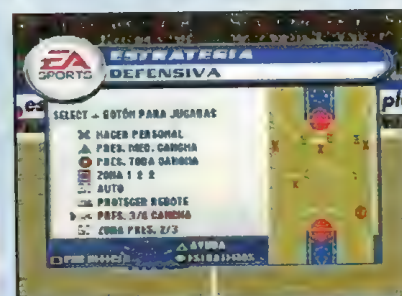 EA
SPORTS
ESTRATEGIA
DEFENSIVA
SELECT + BOTÓN PARA JUGADAS
HACER PERSONAL
PRES. MED. CANCHA
PRES. TODA CANCHA
ZONA 1 2 2
AUTO
PROTEGER REBOTE
PRES. 3/4 CANCHA
ZONA PRES. 2/3
AYUDA